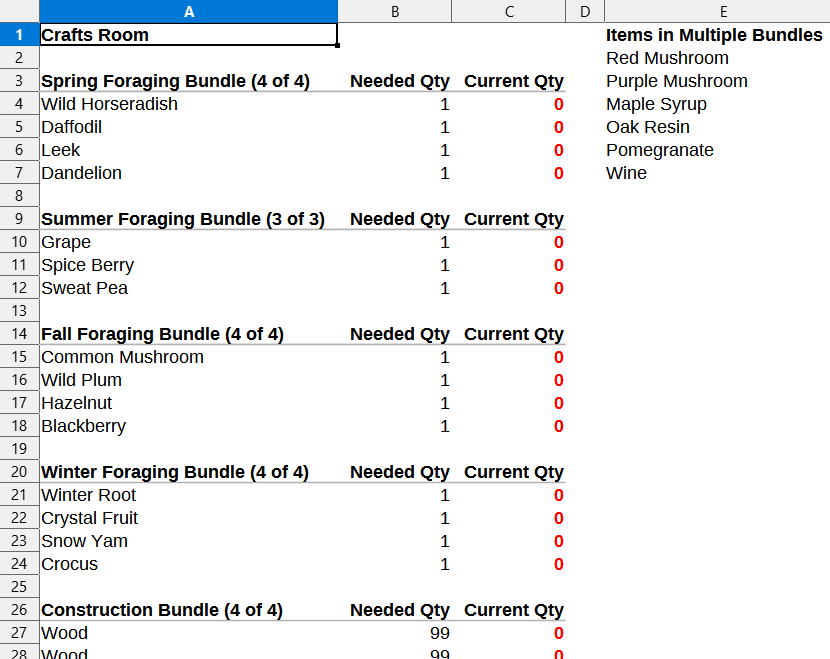 A B C D E
1 Crafts Room Items in Multiple Bundles
2 Red Mushroom
3 Spring Foraging Bundle (4 of 4) Needed Qty Current Qty Purple Mushroom
4 Wild Horseradish 1 0 Maple Syrup
5 Daffodil 1 0 Oak Resin
6 Leek 1 0 Pomegranate
7 Dandelion 1 0 Wine
8
9 Summer Foraging Bundle (3 of 3) Needed Qty Current Qty
10 Grape 1 0
11 Spice Berry 1 0
12 Sweat Pea 1 0
13
14 Fall Foraging Bundle (4 of 4) Needed Qty Current Qty
15 Common Mushroom 1 0
16 Wild Plum 1 0
17 Hazelnut 1 0
18 Blackberry 1 0
19
20 Winter Foraging Bundle (4 of 4) Needed Qty Current Qty
21 Winter Root 1 0
22 Crystal Fruit 1 0
23 Snow Yam 1 0
24 Crocus 1 0
25
26 Construction Bundle (4 of 4) Needed Qty Current Qty
27 Wood 99 0
28 Wood 99 0